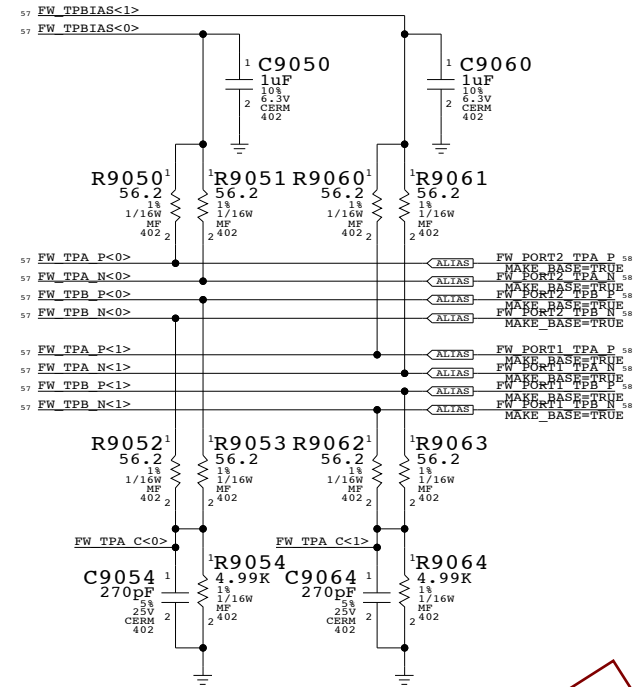 57 FW_TPBIAS<1>
57 FW_TPBIAS<0>
1 C9050
1uF
10%
6.3V
2 CERM
402
1 C9060
1uF
10%
6.3V
2 CERM
402
R9050 1
56.2
1%
1/16W
MF
402 2
1 R9051
56.2
1%
1/16W
MF
2 402
R9060 1
56.2
1%
1/16W
MF
402 2
1 R9061
56.2
1%
1/16W
MF
2 402
57 FW_TPA_P<0> ALIAS FW_PORT2_TPA_P 58
MAKE_BASE=TRUE
57 FW_TPA_N<0> ALIAS FW_PORT2_TPA_N 58
MAKE_BASE=TRUE
57 FW_TPB_P<0> ALIAS FW_PORT2_TPB_P 58
MAKE_BASE=TRUE
57 FW_TPB_N<0> ALIAS FW_PORT2_TPB_N 58
MAKE_BASE=TRUE
57 FW_TPA_P<1> ALIAS FW_PORT1_TPA_P 58
MAKE_BASE=TRUE
57 FW_TPA_N<1> ALIAS FW_PORT1_TPA_N 58
MAKE_BASE=TRUE
57 FW_TPB_P<1> ALIAS FW_PORT1_TPB_P 58
MAKE_BASE=TRUE
57 FW_TPB_N<1> ALIAS FW_PORT1_TPB_N 58
MAKE_BASE=TRUE
R9052 1
56.2
1%
1/16W
MF
402 2
1 R9053
56.2
1%
1/16W
MF
2 402
R9062 1
56.2
1%
1/16W
MF
402 2
1 R9063
56.2
1%
1/16W
MF
2 402
FW_TPA_C<0>
FW_TPA_C<1>
C9054 1
270pF
5%
25V
CERM 2
402
1 R9054
4.99K
1%
1/16W
MF
2 402
C9064 1
270pF
5%
25V
CERM 2
402
1 R9064
4.99K
1%
1/16W
MF
2 402